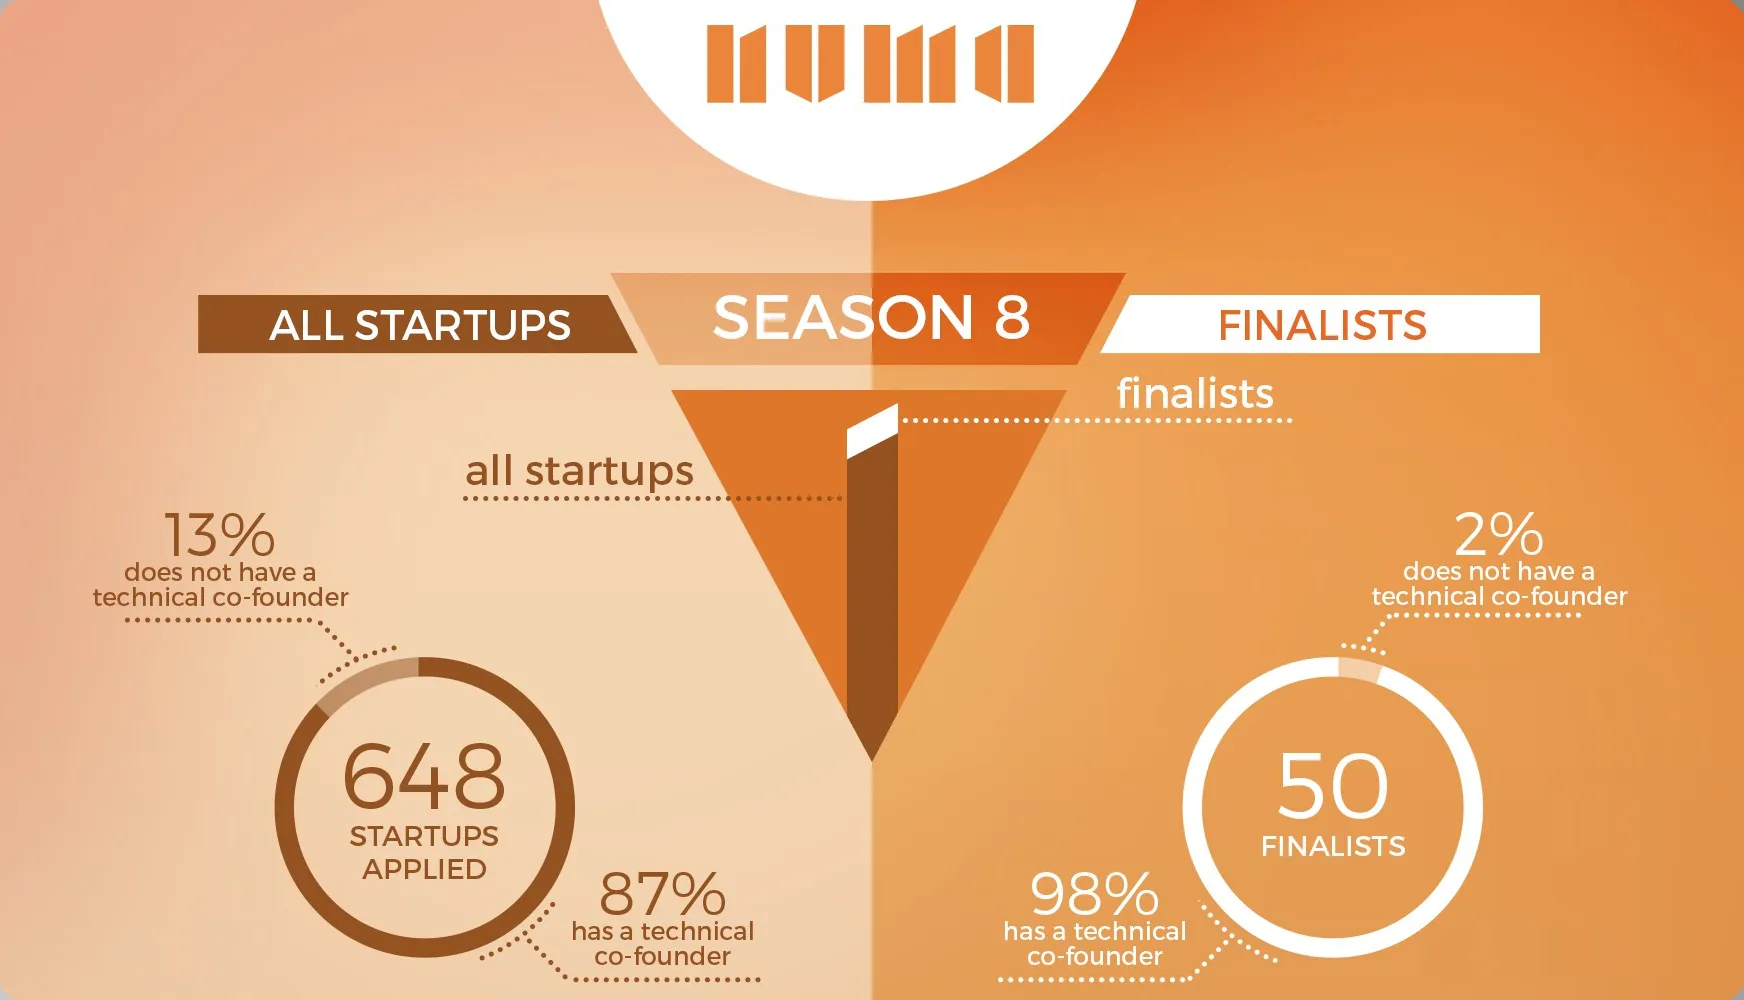 numa
SEASON 8
ALL STARTUPS
FINALISTS
finalists
all startups
13%
does not have a
technical co-founder
648
STARTUPS
APPLIED
87%
has a technical
co-founder
2%
does not have a
technical co-founder
50
FINALISTS
98%
has a technical
co-founder